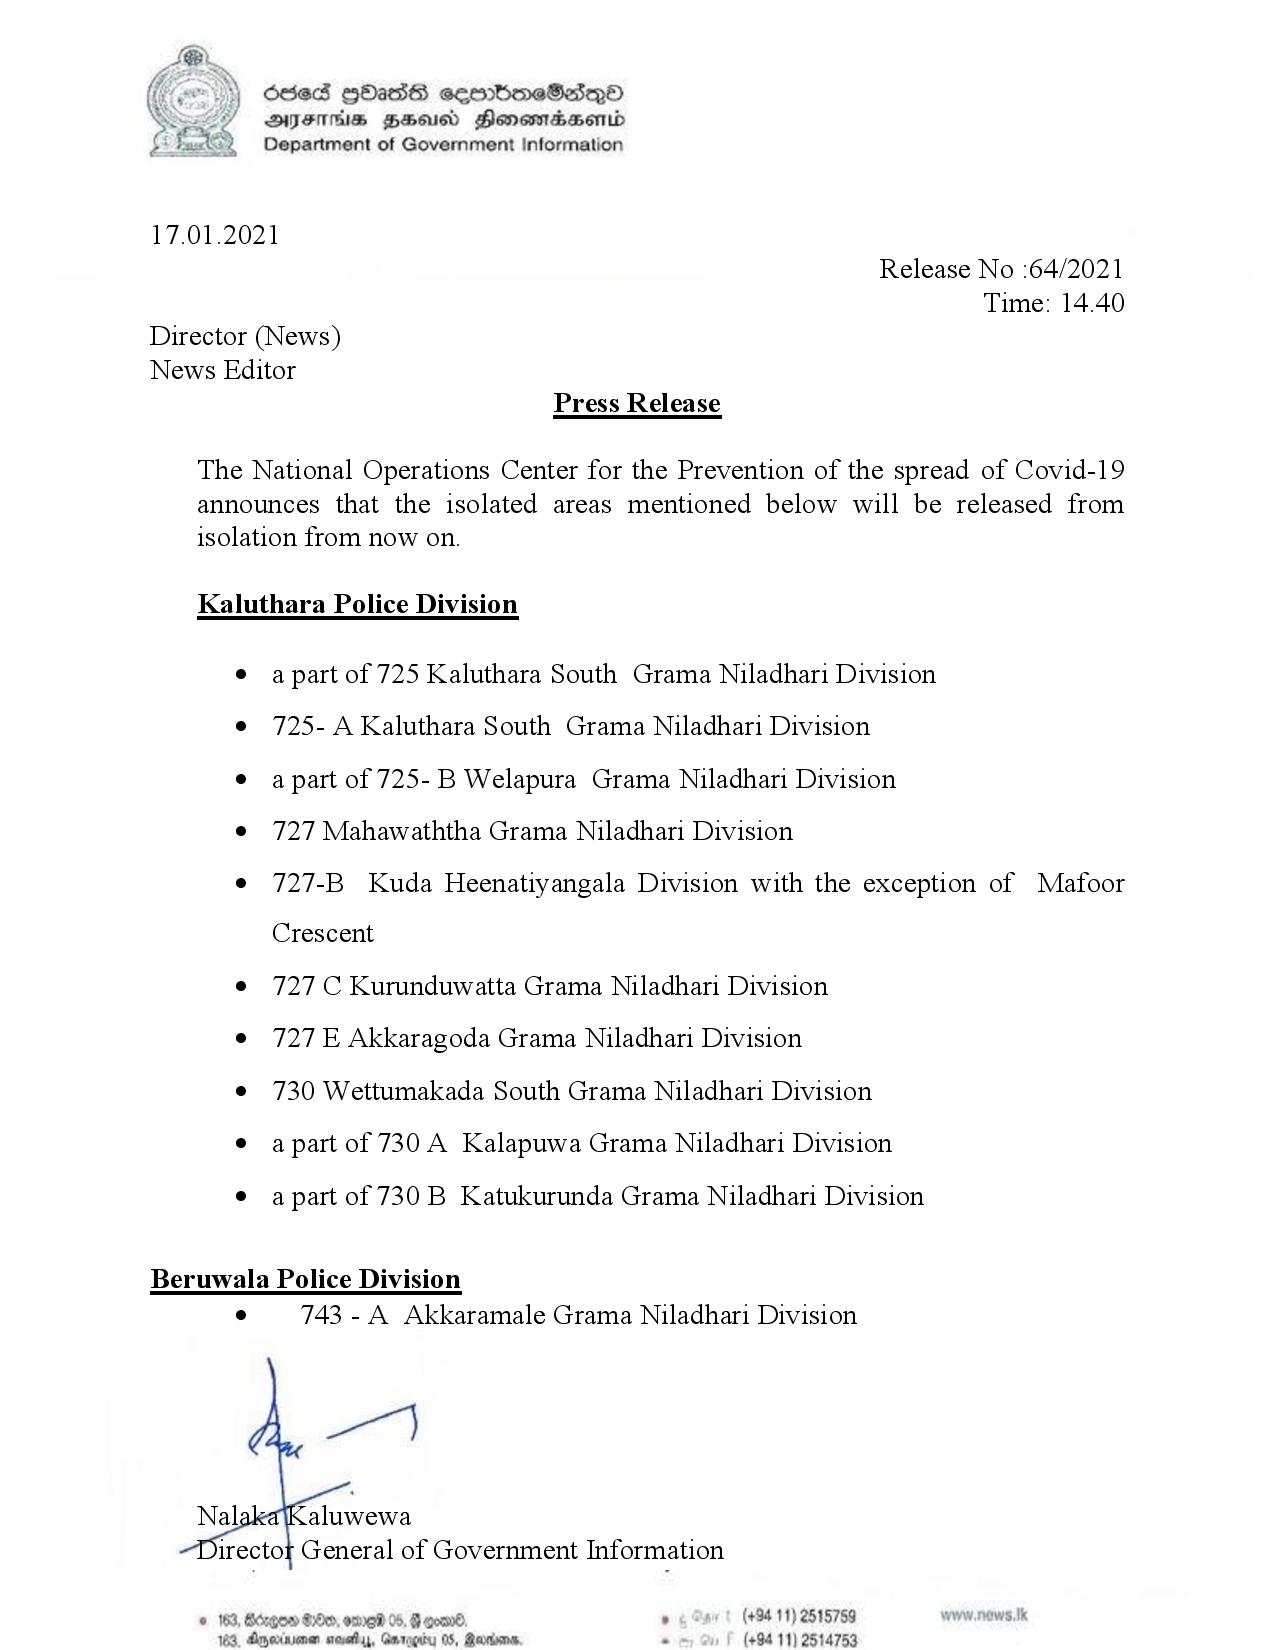 රජයේ ප්‍රවෘත්ති දෙපාර්තමේන්තුව
அரசாங்க தகவல் திணைக்களம்
Department of Government Information
17.01.2021
Release No :64/2021
Time: 14.40
Director (News)
News Editor
Press Release
The National Operations Center for the Prevention of the spread of Covid-19
announces that the isolated areas mentioned below will be released from
isolation from now on.
Kaluthara Police Division
• a part of 725 Kaluthara South Grama Niladhari Division
• 725- A Kaluthara South Grama Niladhari Division
• a part of 725- B Welapura Grama Niladhari Division
• 727 Mahawaththa Grama Niladhari Division
• 727-B Kuda Heenatiyangala Division with the exception of Mafoor
Crescent
• 727 C Kurunduwatta Grama Niladhari Division
• 727 E Akkaragoda Grama Niladhari Division
• 730 Wettumakada South Grama Niladhari Division
• a part of 730 A Kalapuwa Grama Niladhari Division
• a part of 730 B Katukurunda Grama Niladhari Division
Beruwala Police Division
• 743 - A Akkaramale Grama Niladhari Division
Nalaka Kaluwewa
Director General of Government Information
163, කිරුලපන මාවත, කොළඹ 05, ශ්‍රී ලංකාව.
163, கிருலப்பனை எவனியூ, கொழும்பு 05, இலங்கை.
(+94 11) 2515759
(+94 11) 2514753
www.news.lk